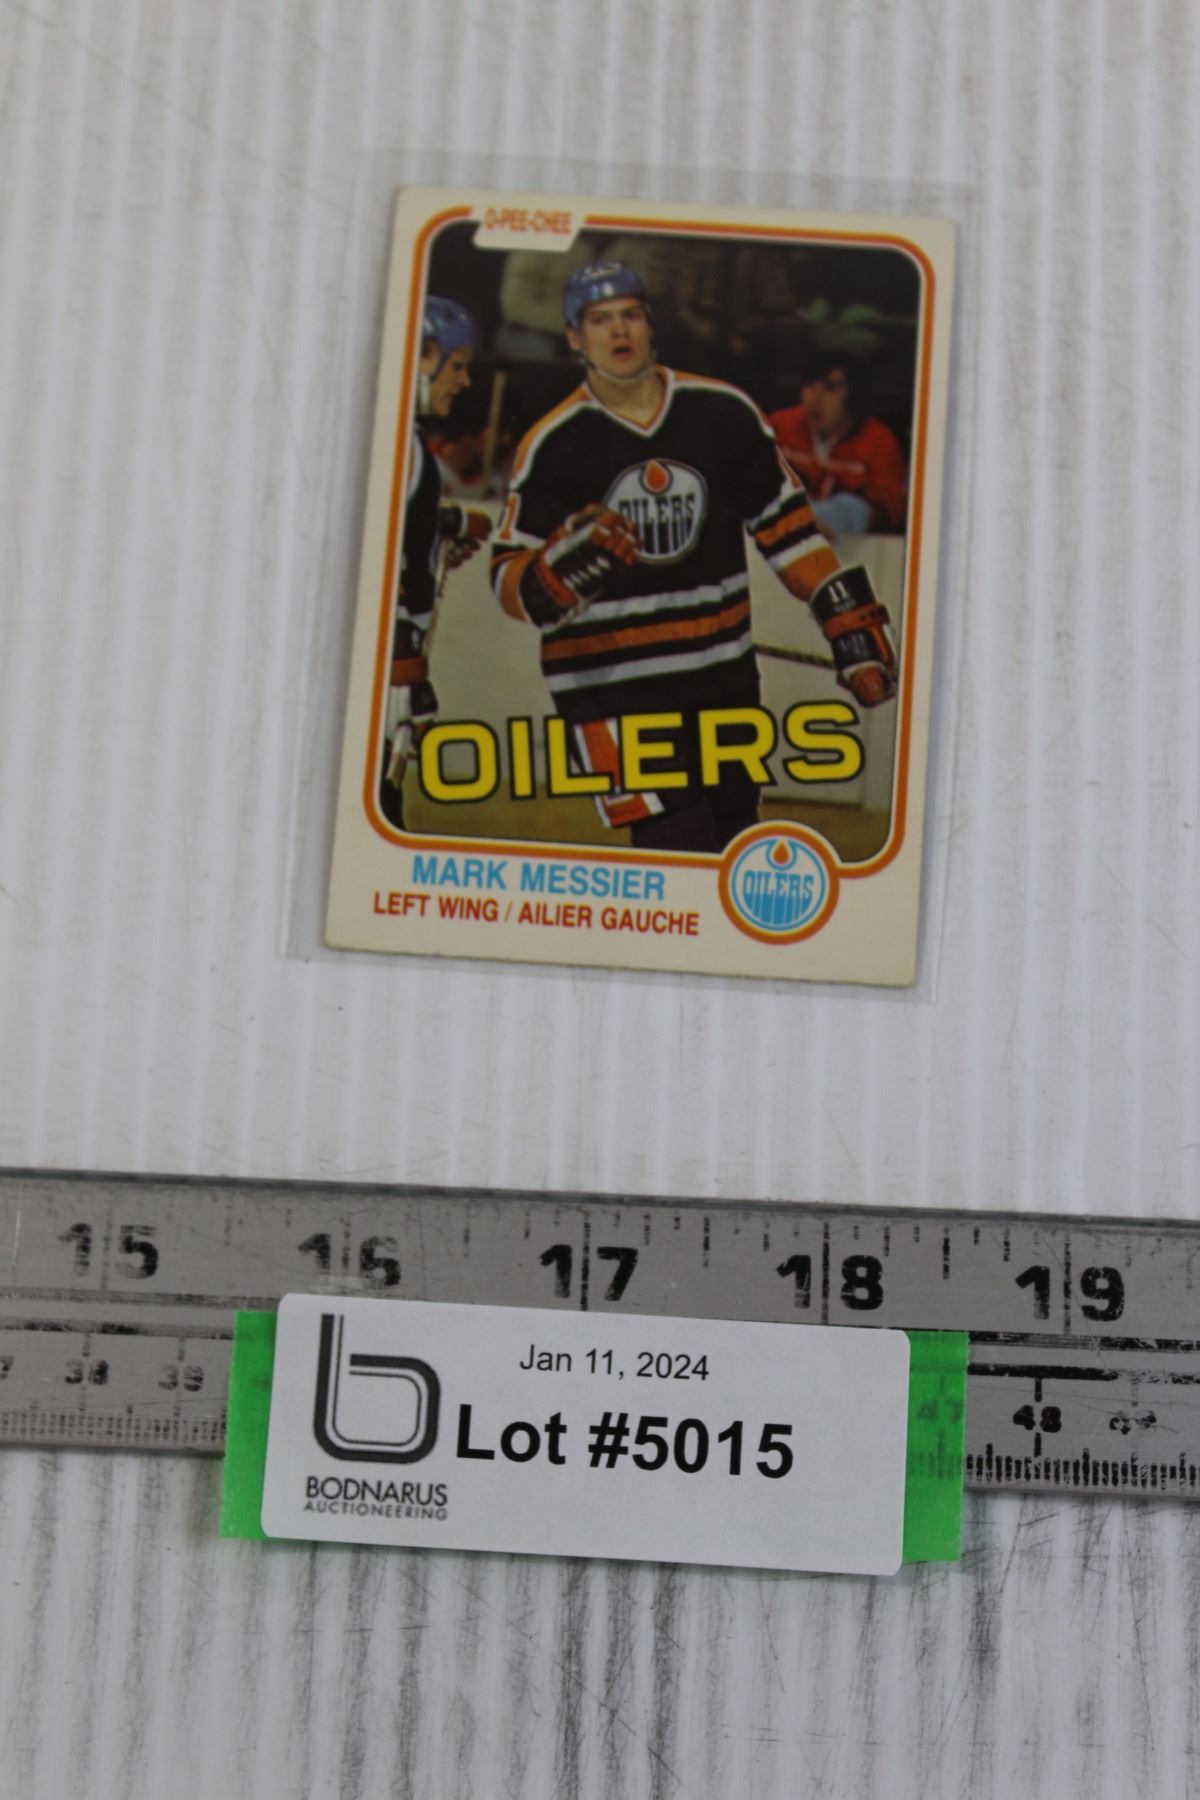 O-PEE-CHEE
OILERS
11
OILERS
MARK MESSIER
LEFT WING / AILIER GAUCHE
OILERS
15 16 17 18 19
38 39 48
Jan 11, 2024
Lot #5015
BODNARUS
AUCTIONEERING